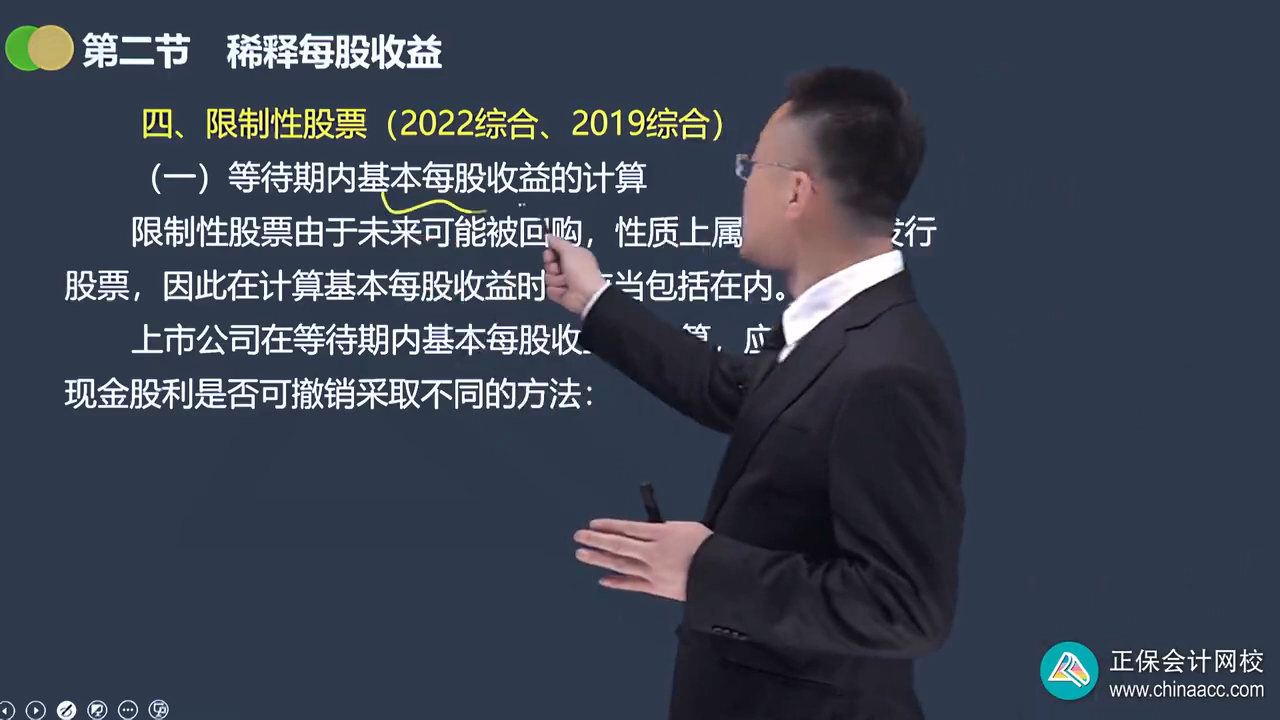 第二节 稀释每股收益
四、限制性股票（2022综合、2019综合）
（一）等待期内基本每股收益的计算
限制性股票由于未来可能被回购，性质上属 发行
股票，因此在计算基本每股收益时 当包括在内。
上市公司在等待期内基本每股收 算，应
现金股利是否可撤销采取不同的方法：
正保会计网校
www.chinaacc.com